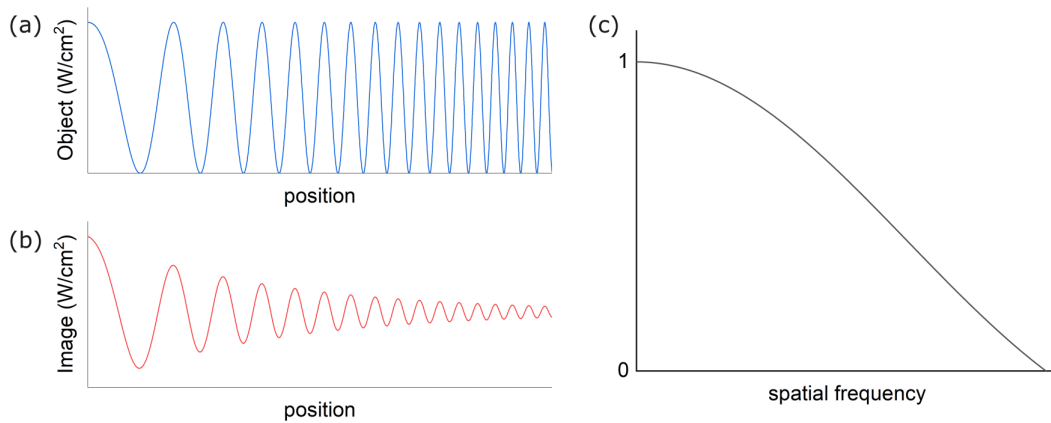 (a)
Object (W/cm²)
position
(b)
Image (W/cm²)
position
(c)
1
0
spatial frequency